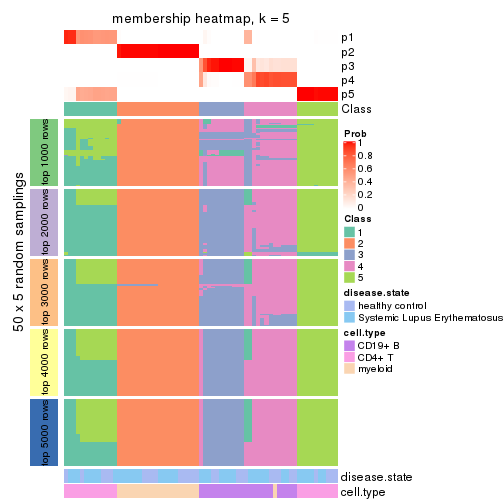 membership heatmap, k = 5
p1
p2
p3
p4
p5
Class
50 x 5 random samplings
top 1000 rows
top 2000 rows
top 3000 rows
top 4000 rows
top 5000 rows
disease.state
cell.type
Prob
1
0.8
0.6
0.4
0.2
0
Class
1
2
3
4
5
disease.state
healthy control
Systemic Lupus Erythematosus
cell.type
CD19+ B
CD4+ T
myeloid